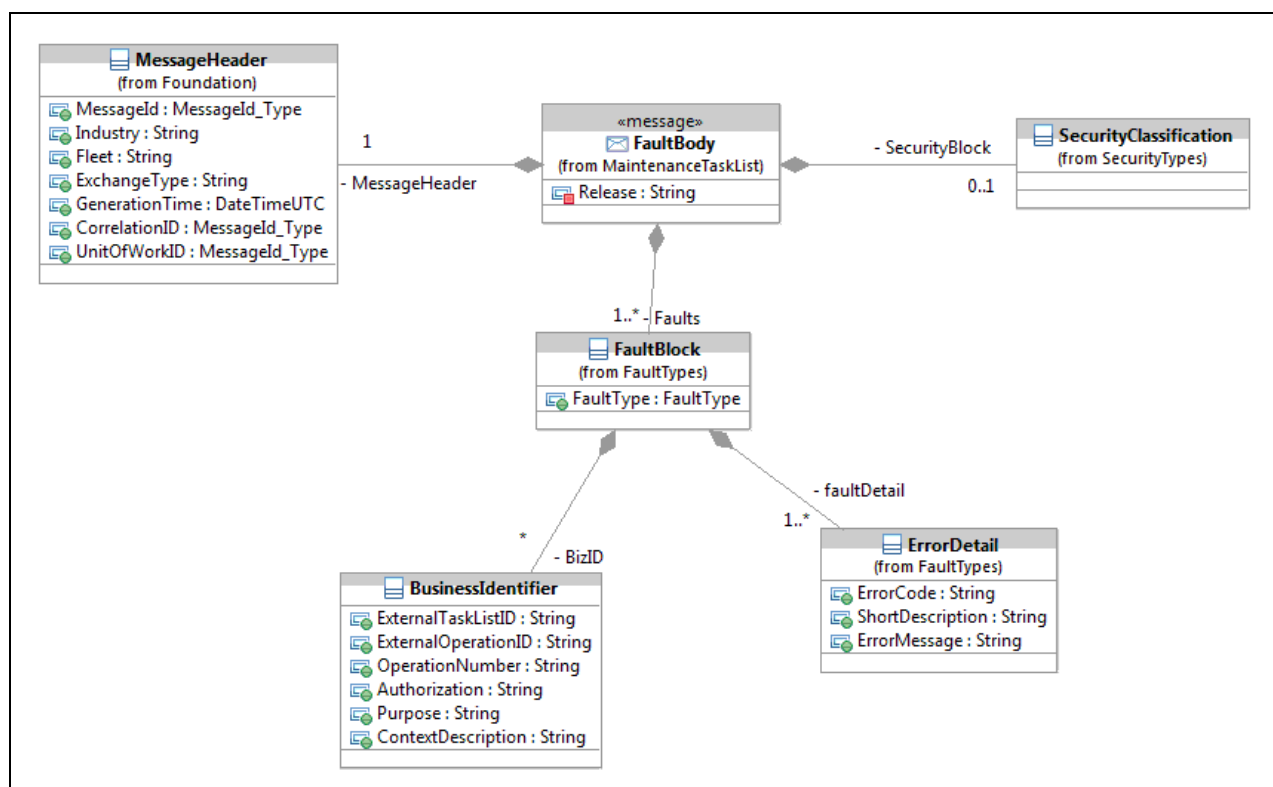 MessageHeader
(from Foundation)
MessageId : MessageId_Type
Industry : String
Fleet : String
ExchangeType : String
GenerationTime : DateTimeUTC
CorrelationID : MessageId_Type
UnitOfWorkID : MessageId_Type
1
- MessageHeader
«message»
FaultBody
(from MaintenanceTaskList)
Release : String
- SecurityBlock
0..1
SecurityClassification
(from SecurityTypes)
1..* - Faults
FaultBlock
(from FaultTypes)
FaultType : FaultType
*
- BizID
- faultDetail
1..*
BusinessIdentifier
ExternalTaskListID : String
ExternalOperationID : String
OperationNumber : String
Authorization : String
Purpose : String
ContextDescription : String
ErrorDetail
(from FaultTypes)
ErrorCode : String
ShortDescription : String
ErrorMessage : String